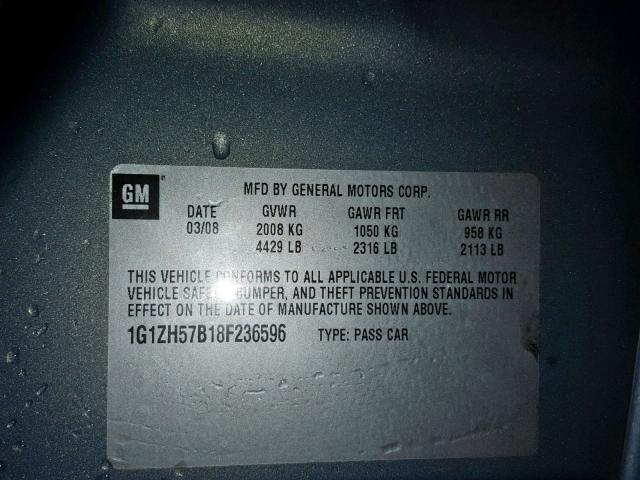 GM
MFD BY GENERAL MOTORS CORP.
DATE GVWR GAWR FRT GAWR RR
03/08 2008 KG 1050 KG 958 KG
4429 LB 2316 LB 2113 LB
THIS VEHICLE CONFORMS TO ALL APPLICABLE U.S. FEDERAL MOTOR
VEHICLE SAFETY, BUMPER, AND THEFT PREVENTION STANDARDS IN
EFFECT ON THE DATE OF MANUFACTURE SHOWN ABOVE.
1G1ZH57B18F236596 TYPE: PASS CAR